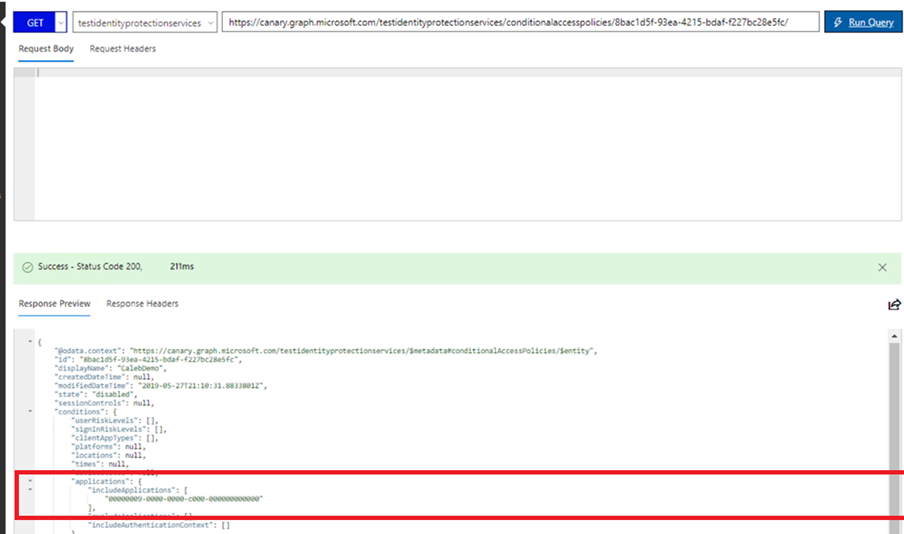 GET testidentityprotectionservices https://canary.graph.microsoft.com/testidentityprotectionservices/conditionalaccesspolicies/8bac1d5f-93ea-4215-bdaf-f227bc28e5fc/ Run Query
Request Body Request Headers
Success - Status Code 200, 211ms
Response Preview Response Headers
{
"@odata.context": "https://canary.graph.microsoft.com/testidentityprotectionservices/$metadata#conditionalAccessPolicies/$entity",
"id": "8bac1d5f-93ea-4215-bdaf-f227bc28e5fc",
"displayName": "CalebDemo",
"createdDateTime": null,
"modifiedDateTime": "2019-05-27T21:10:31.8833801Z",
"state": "disabled",
"sessionControls": null,
"conditions": {
"userRiskLevels": [],
"signInRiskLevels": [],
"clientAppTypes": [],
"platforms": null,
"locations": null,
"times": null,
"applications": {
"includeApplications": [
"00000009-0000-0000-c000-000000000000"
],
"includeAuthenticationContext": []